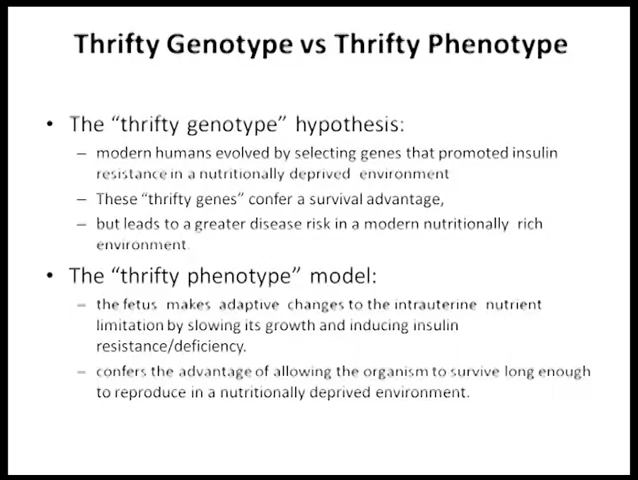 Thrifty Genotype vs Thrifty Phenotype
• The “thrifty genotype” hypothesis:
– modern humans evolved by selecting genes that promoted insulin
resistance in a nutritionally deprived environment
– These “thrifty genes” confer a survival advantage,
– but leads to a greater disease risk in a modern nutritionally rich
environment.
• The “thrifty phenotype” model:
– the fetus makes adaptive changes to the intrauterine nutrient
limitation by slowing its growth and inducing insulin
resistance/deficiency.
– confers the advantage of allowing the organism to survive long enough
to reproduce in a nutritionally deprived environment.